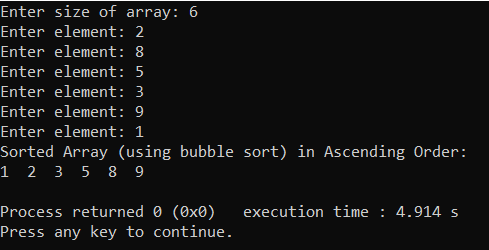 Enter size of array: 6
Enter element: 2
Enter element: 8
Enter element: 5
Enter element: 3
Enter element: 9
Enter element: 1
Sorted Array (using bubble sort) in Ascending Order:
1  2  3  5  8  9
Process returned 0 (0x0)   execution time : 4.914 s
Press any key to continue.